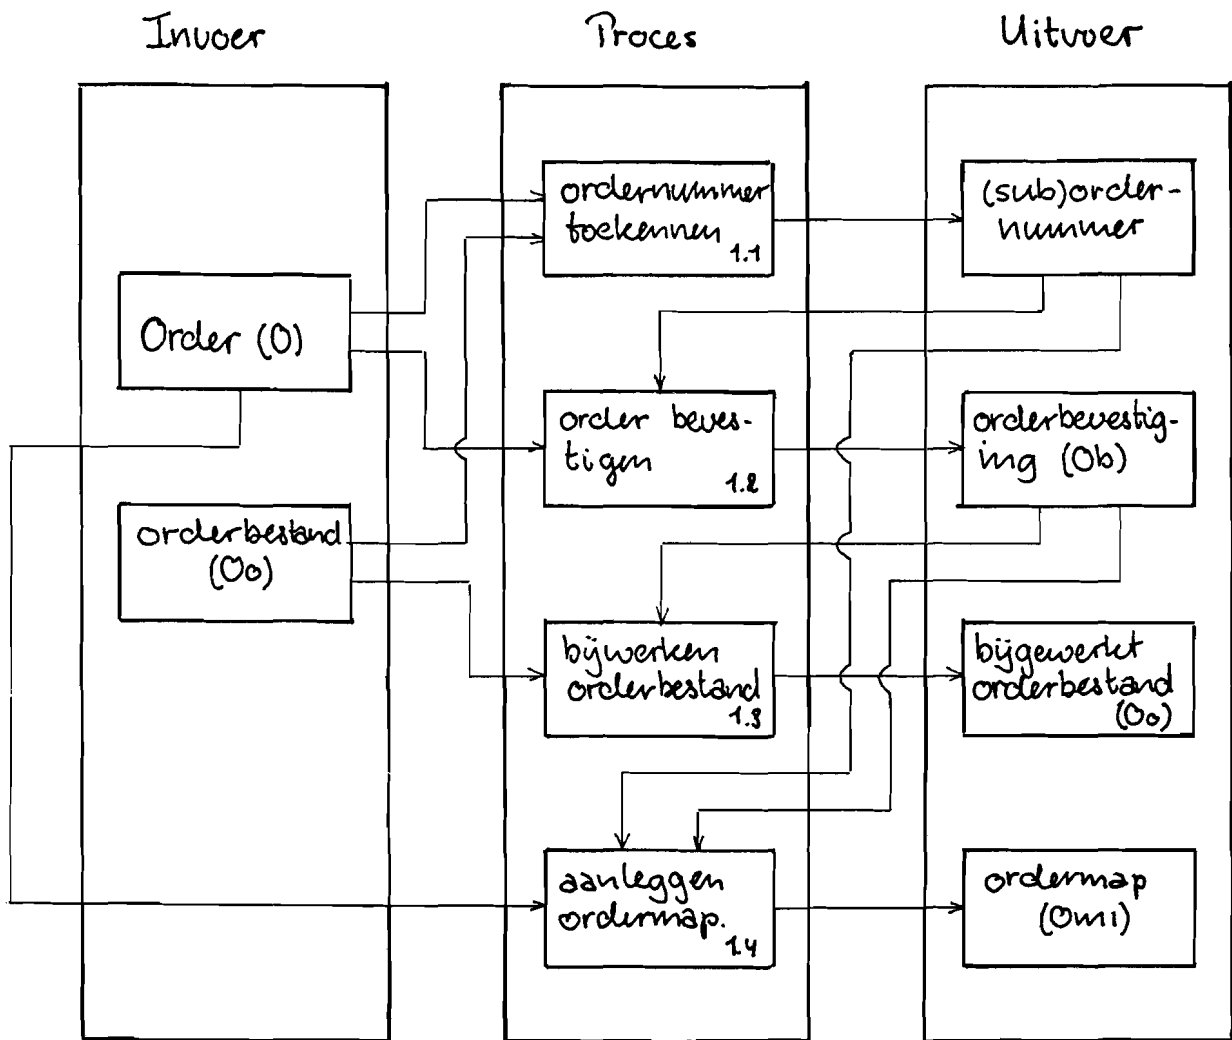 Invoer
Proces
Uitvoer
Order (O)
orderbestand
(Oo)
ordernummer
toekennen
1.1
order beves-
tigen
1.2
bijwerken
orderbestand
1.3
aanleggen
ordermap.
1.4
(sub)order-
nummer
orderbevestig-
ing (Ob)
bijgewerkt
orderbestand
(Oo)
ordermap
(Om1)